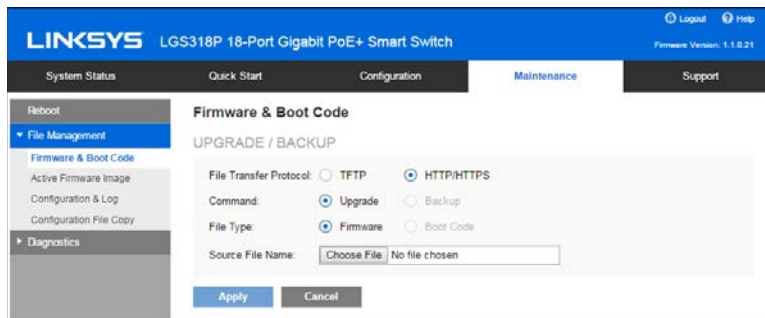 Logout Help
LINKSYS LGS318P 18-Port Gigabit PoE+ Smart Switch
Firmware Version: 1.1.0.21
System Status Quick Start Configuration Maintenance Support
Reboot
File Management
Firmware & Boot Code
Active Firmware Image
Configuration & Log
Configuration File Copy
Diagnostics
Firmware & Boot Code
UPGRADE / BACKUP
File Transfer Protocol: TFTP HTTP/HTTPS
Command: Upgrade Backup
File Type: Firmware Boot Code
Source File Name: Choose File No file chosen
Apply Cancel